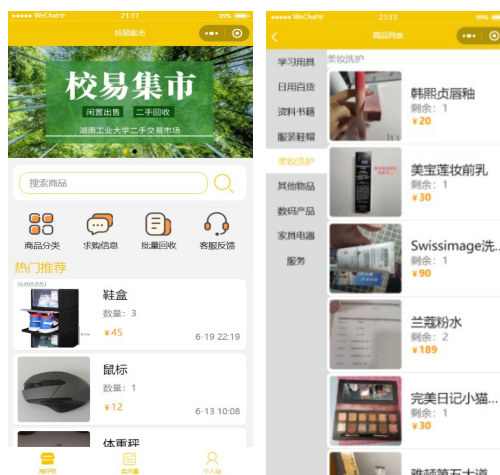 WeChat
21:17
99%
校易集市
校易集市
闲置出售 二手回收
湖南工业大学二手交易市场
搜索商品
商品分类 求购信息 批量回收 客服反馈
热门推荐
鞋盒
数量：3
¥45
6-19 22:19
鼠标
数量：1
¥12
6-13 10:08
体重秤
WeChat
21:13
商品列表
学习用具
日用百货
资料书籍
服装鞋帽
美妆洗护
其他物品
数码产品
家具电器
服务
美妆洗护
韩熙贞唇釉
剩余：1
¥20
美宝莲妆前乳
剩余：1
¥30
Swissimage洗...
剩余：1
¥90
兰蔻粉水
剩余：2
¥189
完美日记小猫...
剩余：1
¥30
雅顿第五大道